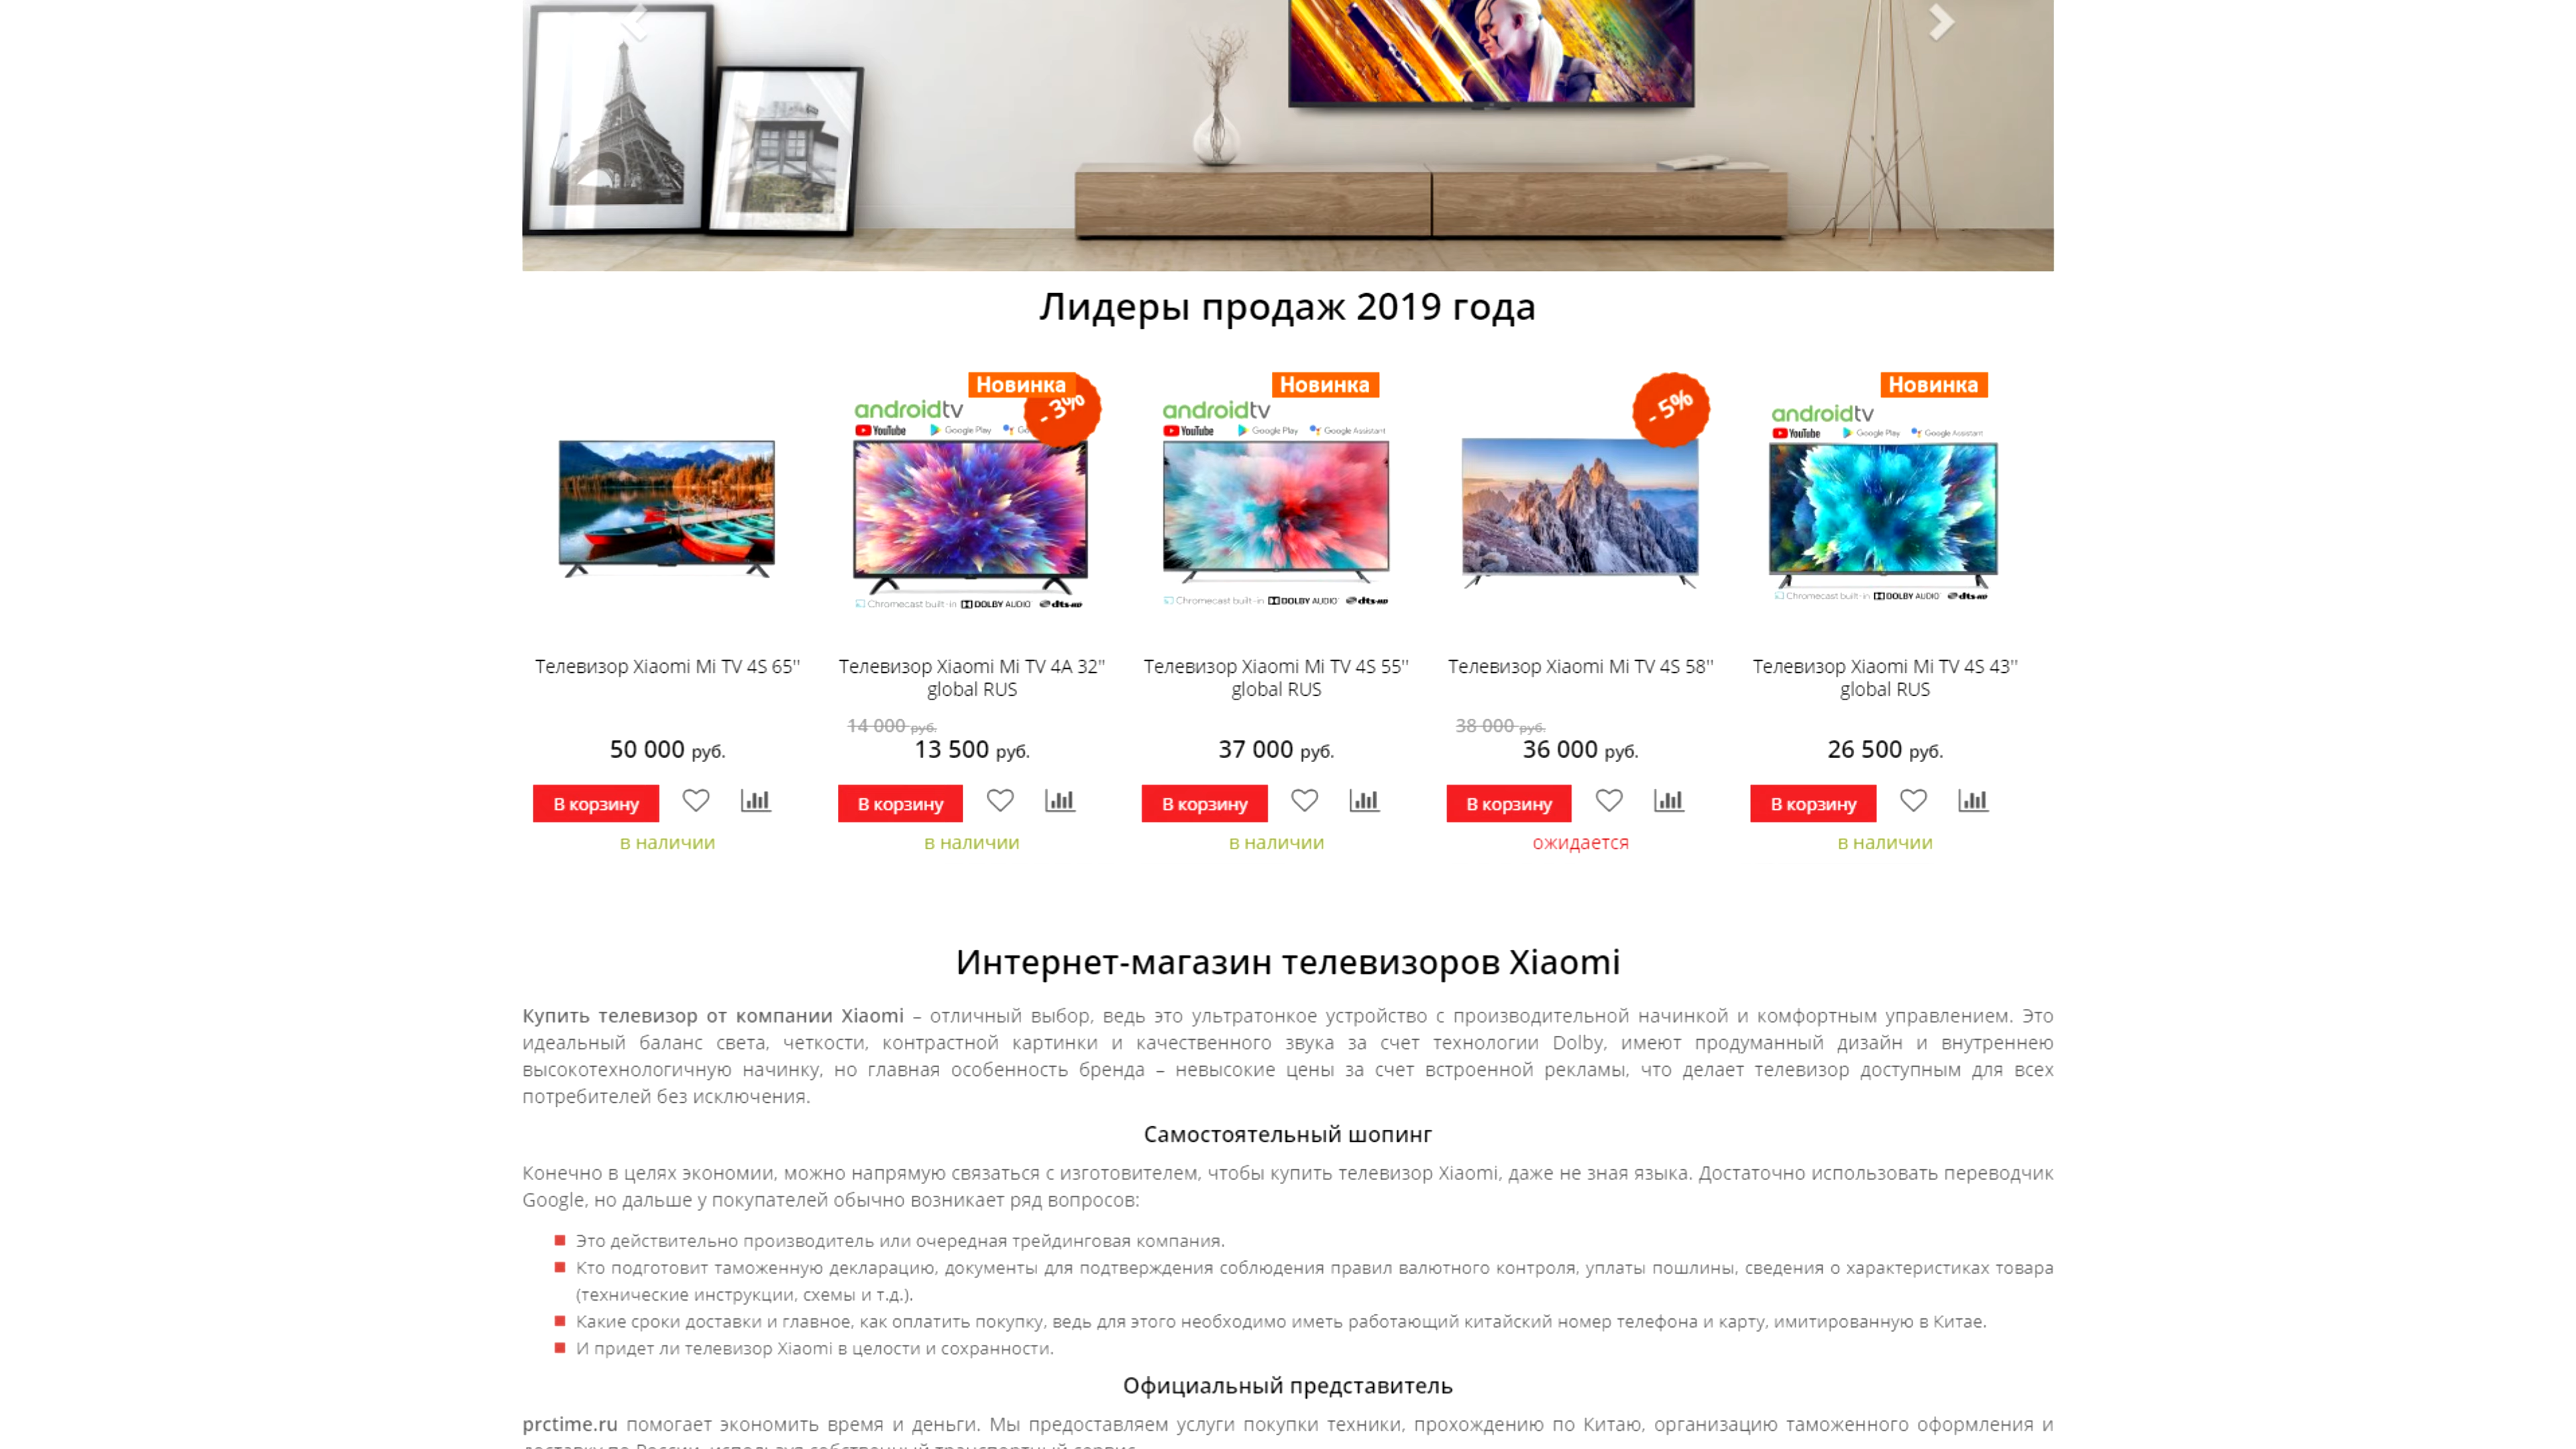 Лидеры продаж 2019 года
Новинка
- 3%
androidtv
YouTube Google Play
Chromecast built-in DOLBY AUDIO dts-HD
Новинка
androidtv
YouTube Google Play Google Assistant
Chromecast built-in DOLBY AUDIO dts-HD
- 5%
Новинка
androidtv
YouTube Google Play Google Assistant
Chromecast built-in DOLBY AUDIO dts-HD
Телевизор Xiaomi Mi TV 4S 65''
50 000 руб.
В корзину
в наличии
Телевизор Xiaomi Mi TV 4A 32''
global RUS
14 000 руб.
13 500 руб.
В корзину
в наличии
Телевизор Xiaomi Mi TV 4S 55''
global RUS
37 000 руб.
В корзину
в наличии
Телевизор Xiaomi Mi TV 4S 58''
38 000 руб.
36 000 руб.
В корзину
ожидается
Телевизор Xiaomi Mi TV 4S 43''
global RUS
26 500 руб.
В корзину
в наличии
Интернет-магазин телевизоров Xiaomi
Купить телевизор от компании Xiaomi – отличный выбор, ведь это ультратонкое устройство с производительной начинкой и комфортным управлением. Это
идеальный баланс света, четкости, контрастной картинки и качественного звука за счет технологии Dolby, имеют продуманный дизайн и внутреннею
высокотехнологичную начинку, но главная особенность бренда – невысокие цены за счет встроенной рекламы, что делает телевизор доступным для всех
потребителей без исключения.
Самостоятельный шопинг
Конечно в целях экономии, можно напрямую связаться с изготовителем, чтобы купить телевизор Xiaomi, даже не зная языка. Достаточно использовать переводчик
Google, но дальше у покупателей обычно возникает ряд вопросов:
Это действительно производитель или очередная трейдинговая компания.
Кто подготовит таможенную декларацию, документы для подтверждения соблюдения правил валютного контроля, уплаты пошлины, сведения о характеристиках товара
(технические инструкции, схемы и т.д.).
Какие сроки доставки и главное, как оплатить покупку, ведь для этого необходимо иметь работающий китайский номер телефона и карту, имитированную в Китае.
И придет ли телевизор Xiaomi в целости и сохранности.
Официальный представитель
prctime.ru помогает экономить время и деньги. Мы предоставляем услуги покупки техники, прохождению по Китаю, организацию таможенного оформления и